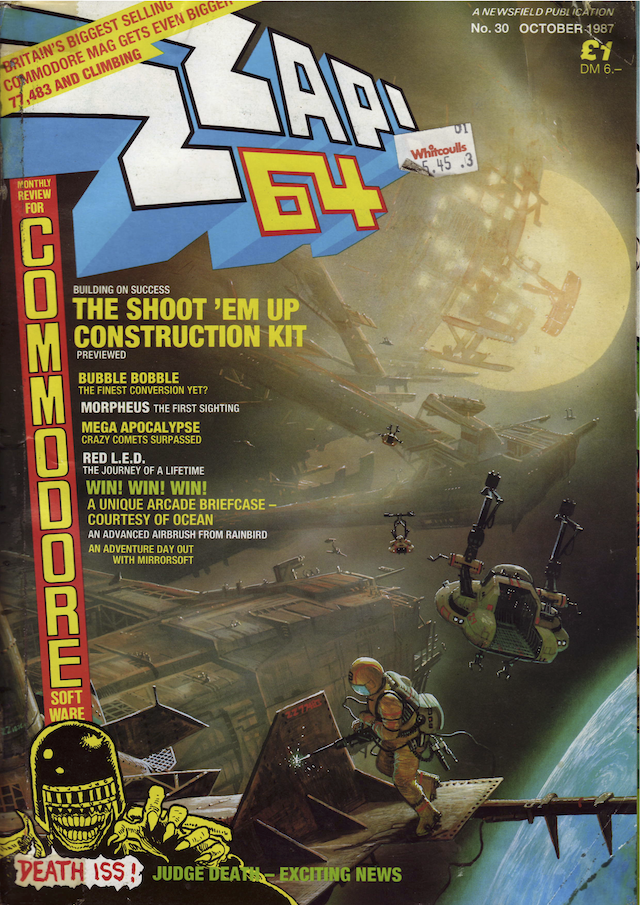 BRITAIN'S BIGGEST SELLING
COMMODORE MAG GETS EVEN BIGGER
77,483 AND CLIMBING
A NEWSFIELD PUBLICATION
No. 30 OCTOBER 1987
£1
DM 6.–
ZZAP!
64
Whitcoulls
5.45 .3
MONTHLY
REVIEW
FOR
COMMODORE
SOFT
WARE
BUILDING ON SUCCESS
THE SHOOT 'EM UP
CONSTRUCTION KIT
PREVIEWED
BUBBLE BOBBLE
THE FINEST CONVERSION YET?
MORPHEUS THE FIRST SIGHTING
MEGA APOCALYPSE
CRAZY COMETS SURPASSED
RED L.E.D.
THE JOURNEY OF A LIFETIME
WIN! WIN! WIN!
A UNIQUE ARCADE BRIEFCASE –
COURTESY OF OCEAN
AN ADVANCED AIRBRUSH FROM RAINBIRD
AN ADVENTURE DAY OUT
WITH MIRRORSOFT
DEATH ISS!
JUDGE DEATH – EXCITING NEWS